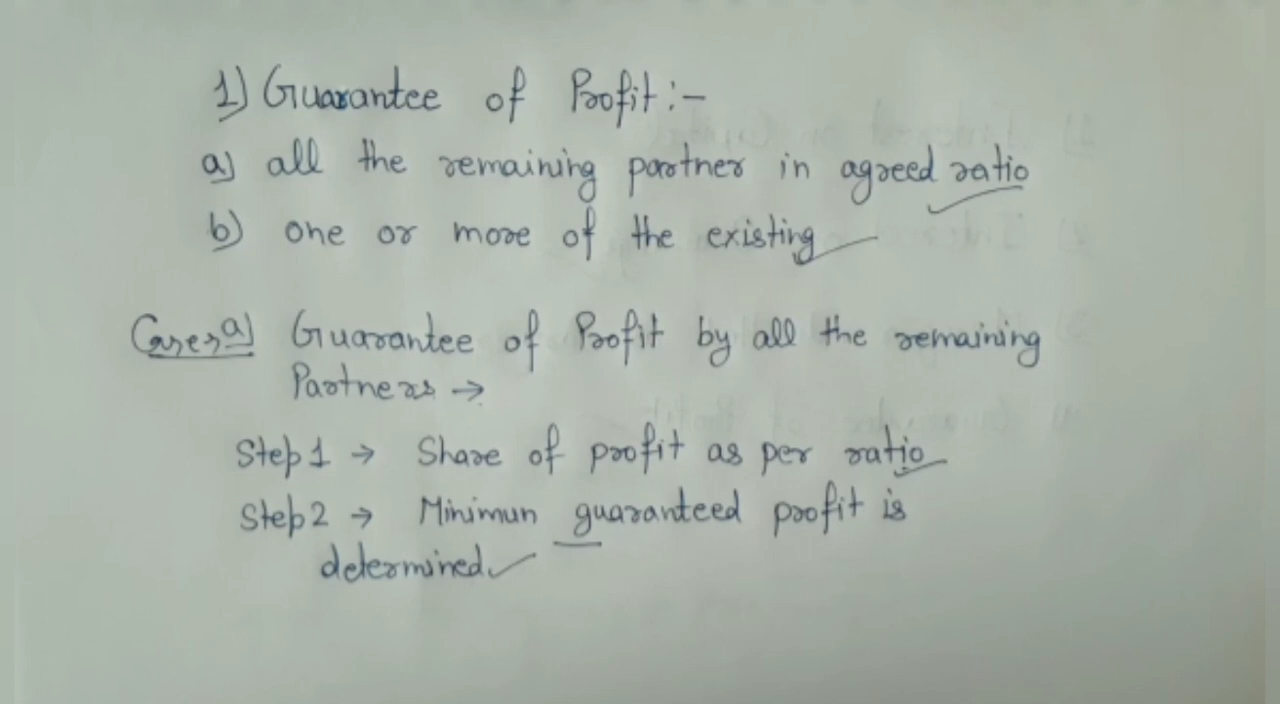 1) Guarantee of Profit :-
a) all the remaining partner in agreed ratio
b) one or more of the existing
Cases a) Guarantee of Profit by all the remaining
Partners →
Step 1 → Share of profit as per ratio
Step 2 → Minimun guaranteed profit is
determined.